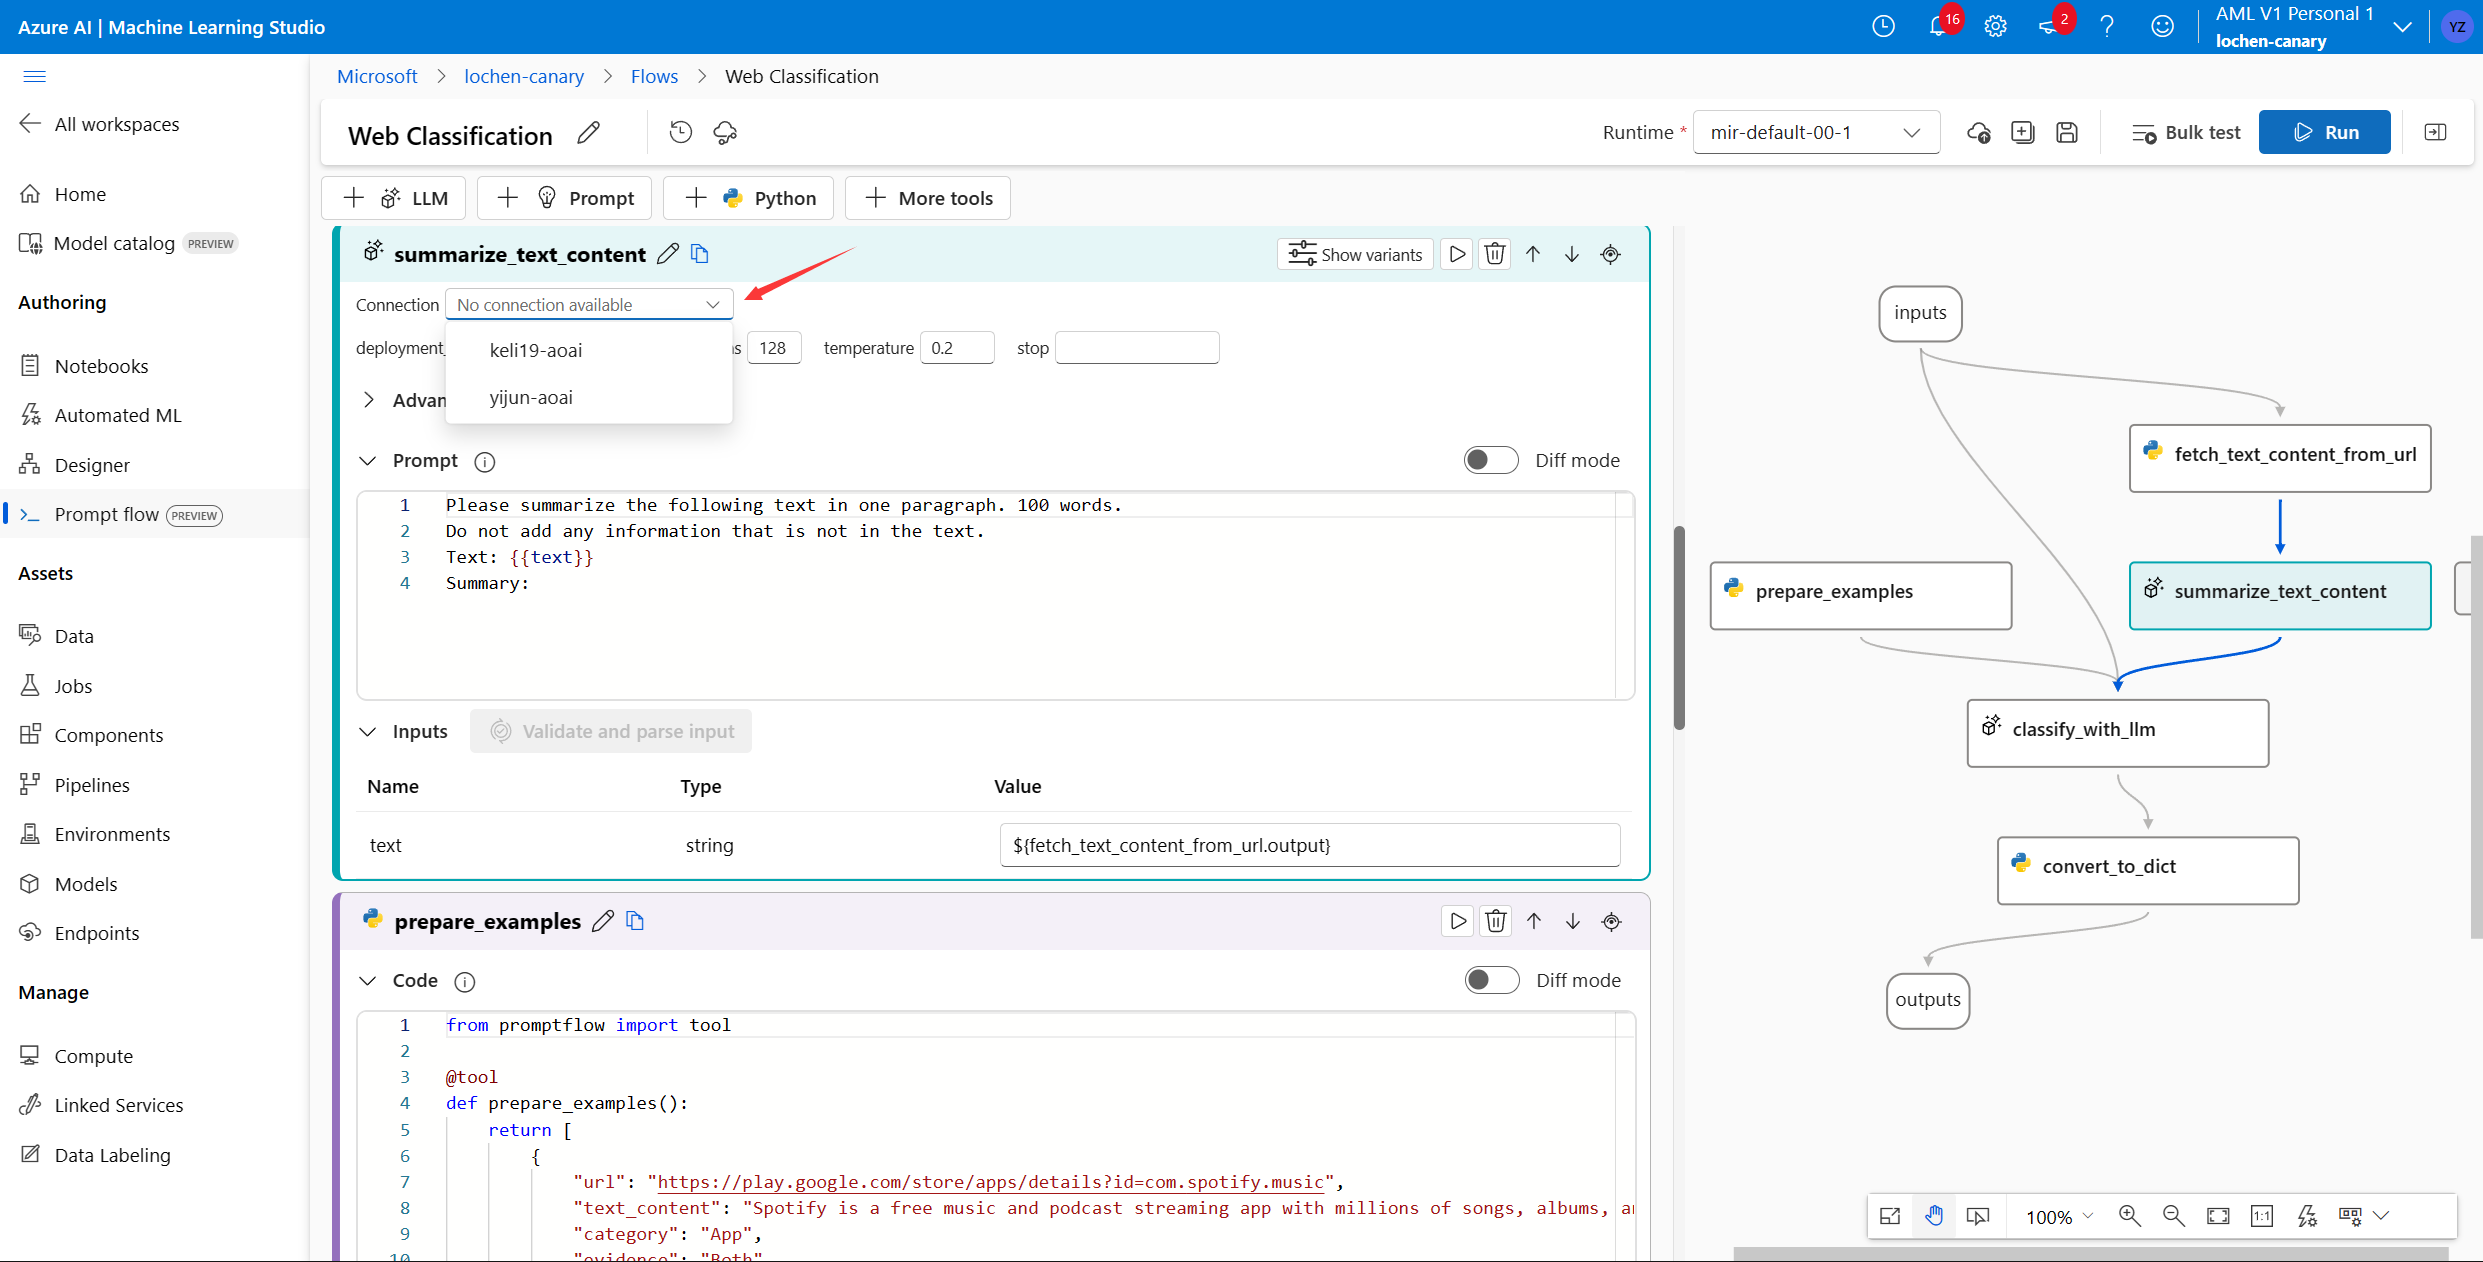 Azure AI | Machine Learning Studio
16
2
AML V1 Personal 1
lochen-canary
YZ
Microsoft > lochen-canary > Flows > Web Classification
All workspaces
Home
Model catalog PREVIEW
Authoring
Notebooks
Automated ML
Designer
Prompt flow PREVIEW
Assets
Data
Jobs
Components
Pipelines
Environments
Models
Endpoints
Manage
Compute
Linked Services
Data Labeling
Web Classification
Runtime * mir-default-00-1
Bulk test
Run
LLM
Prompt
Python
More tools
summarize_text_content
Show variants
Connection No connection available
keli19-aoai
yijun-aoai
deployment_
128 temperature 0.2 stop
Advan
Prompt
Diff mode
1 Please summarize the following text in one paragraph. 100 words.
2 Do not add any information that is not in the text.
3 Text: {{text}}
4 Summary:
Inputs Validate and parse input
Name Type Value
text string ${fetch_text_content_from_url.output}
prepare_examples
Code
Diff mode
1 from promptflow import tool
2
3 @tool
4 def prepare_examples():
5 return [
6 {
7 "url": "https://play.google.com/store/apps/details?id=com.spotify.music",
8 "text_content": "Spotify is a free music and podcast streaming app with millions of songs, albums,
9 "category": "App",
10 "evidence": "Both"
inputs
fetch_text_content_from_url
prepare_examples
summarize_text_content
classify_with_llm
convert_to_dict
outputs
100%
1:1